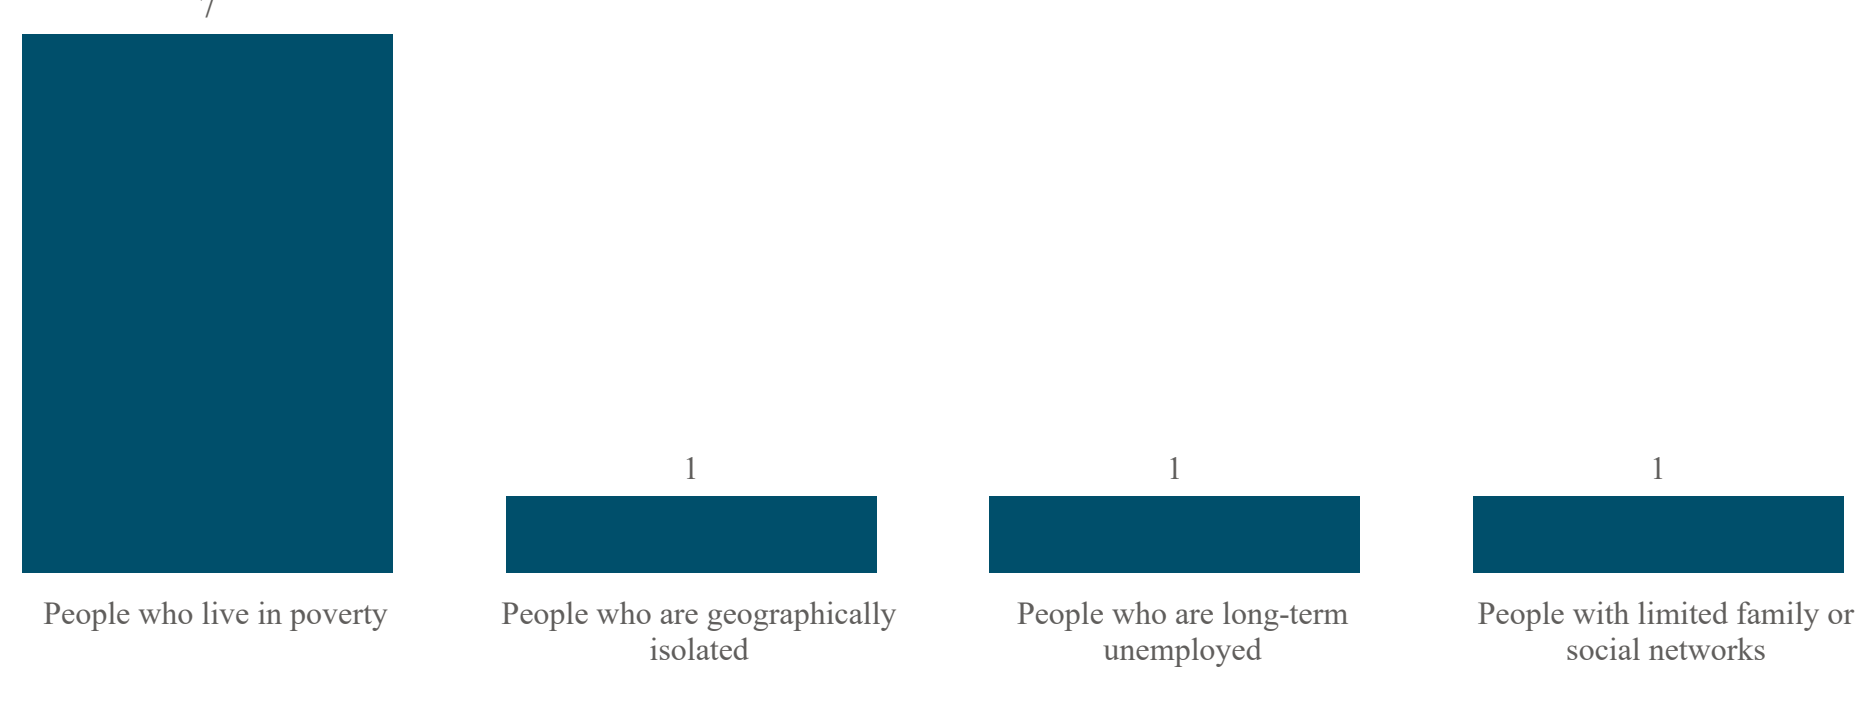 7
1
1
1
People who live in poverty
People who are geographically
isolated
People who are long-term
unemployed
People with limited family or
social networks